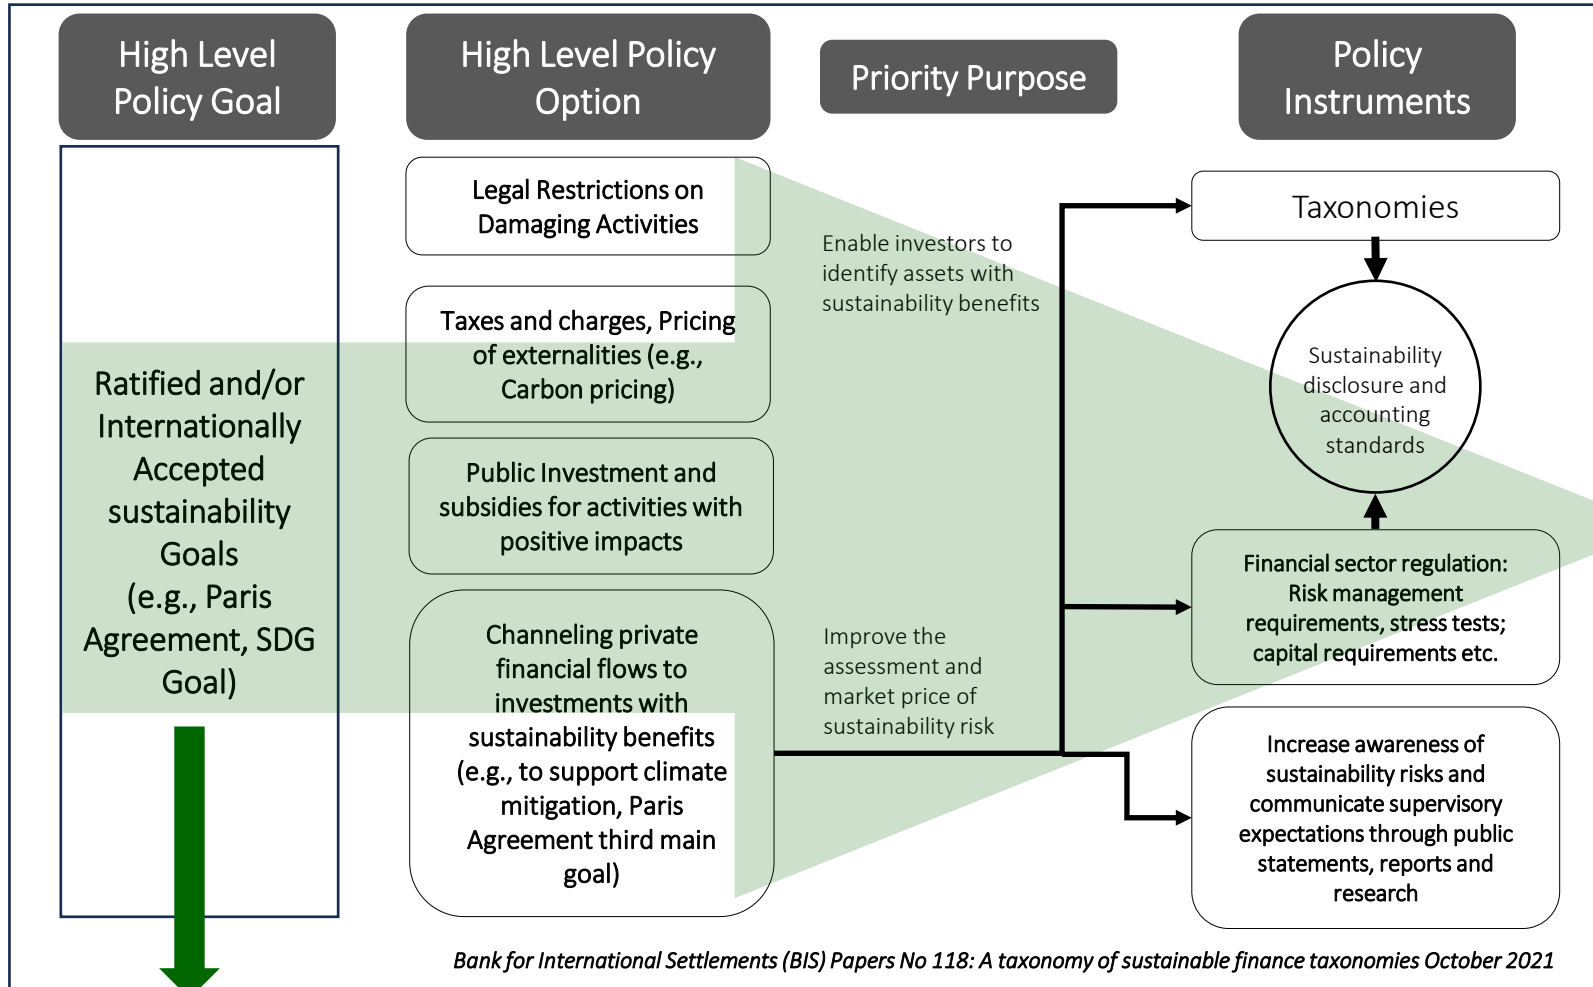 High Level
Policy Goal
High Level Policy
Option
Priority Purpose
Policy
Instruments
Ratified and/or
Internationally
Accepted
sustainability
Goals
(e.g., Paris
Agreement, SDG
Goal)
Legal Restrictions on
Damaging Activities
Taxes and charges, Pricing
of externalities (e.g.,
Carbon pricing)
Public Investment and
subsidies for activities with
positive impacts
Channeling private
financial flows to
investments with
sustainability benefits
(e.g., to support climate
mitigation, Paris
Agreement third main
goal)
Enable investors to
identify assets with
sustainability benefits
Improve the
assessment and
market price of
sustainability risk
Taxonomies
Sustainability
disclosure and
accounting
standards
Financial sector regulation:
Risk management
requirements, stress tests;
capital requirements etc.
Increase awareness of
sustainability risks and
communicate supervisory
expectations through public
statements, reports and
research
Bank for International Settlements (BIS) Papers No 118: A taxonomy of sustainable finance taxonomies October 2021